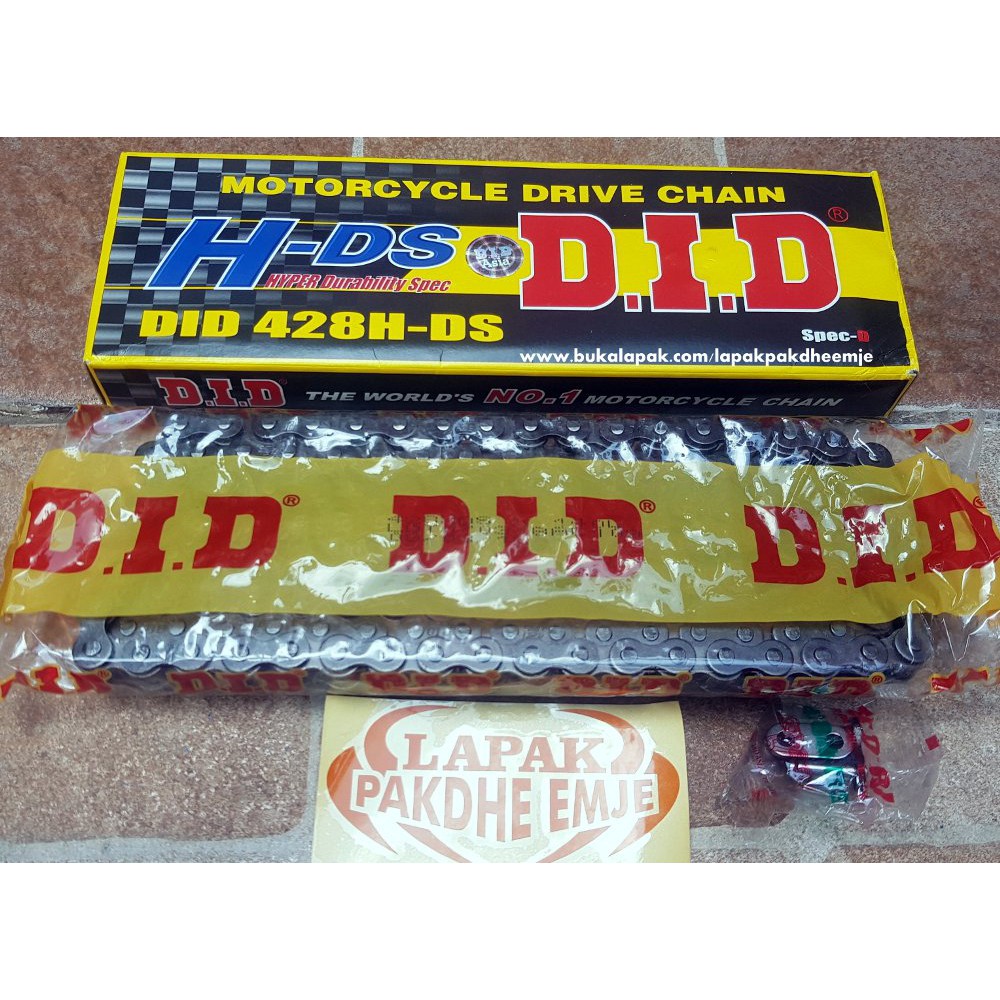 MOTORCYCLE DRIVE CHAIN
H-DS D.I.D®
HYPER Durability Spec
DID 428H-DS
Spec-D
www.bukalapak.com/lapakpakdheemje
D.I.D® THE WORLD'S NO.1 MOTORCYCLE CHAIN
D.I.D® D.I.D® D.I.D
D.I.D D.I.D D.I.D D.I.D D.I.D®
LAPAK
PAKDHE EMJE